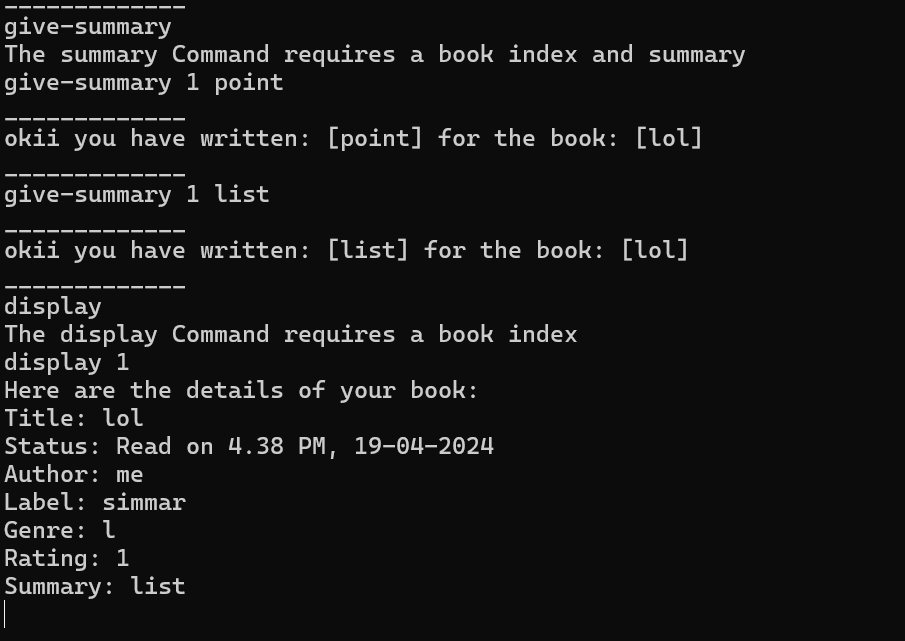 _____________
give-summary
The summary Command requires a book index and summary
give-summary 1 point
_____________
okii you have written: [point] for the book: [lol]
_____________
give-summary 1 list
_____________
okii you have written: [list] for the book: [lol]
_____________
display
The display Command requires a book index
display 1
Here are the details of your book:
Title: lol
Status: Read on 4.38 PM, 19-04-2024
Author: me
Label: simmar
Genre: l
Rating: 1
Summary: list